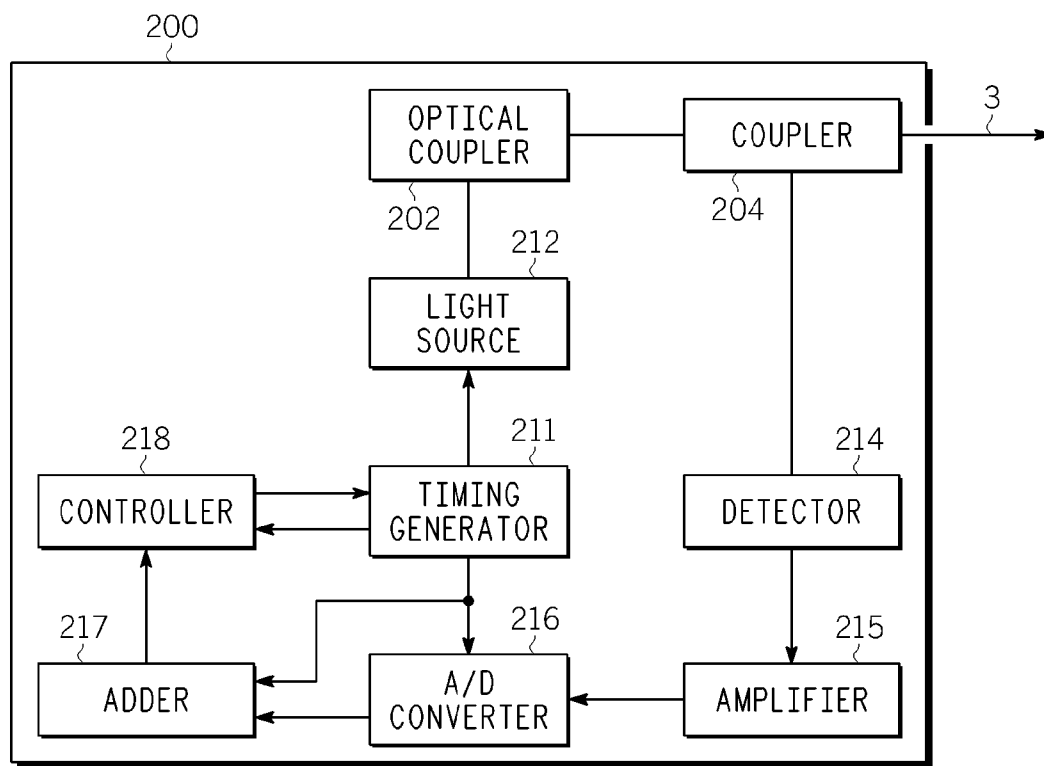 200
OPTICAL
COUPLER
202
COUPLER
204
3
212
LIGHT
SOURCE
218
CONTROLLER
211
TIMING
GENERATOR
214
DETECTOR
217
ADDER
216
A/D
CONVERTER
215
AMPLIFIER